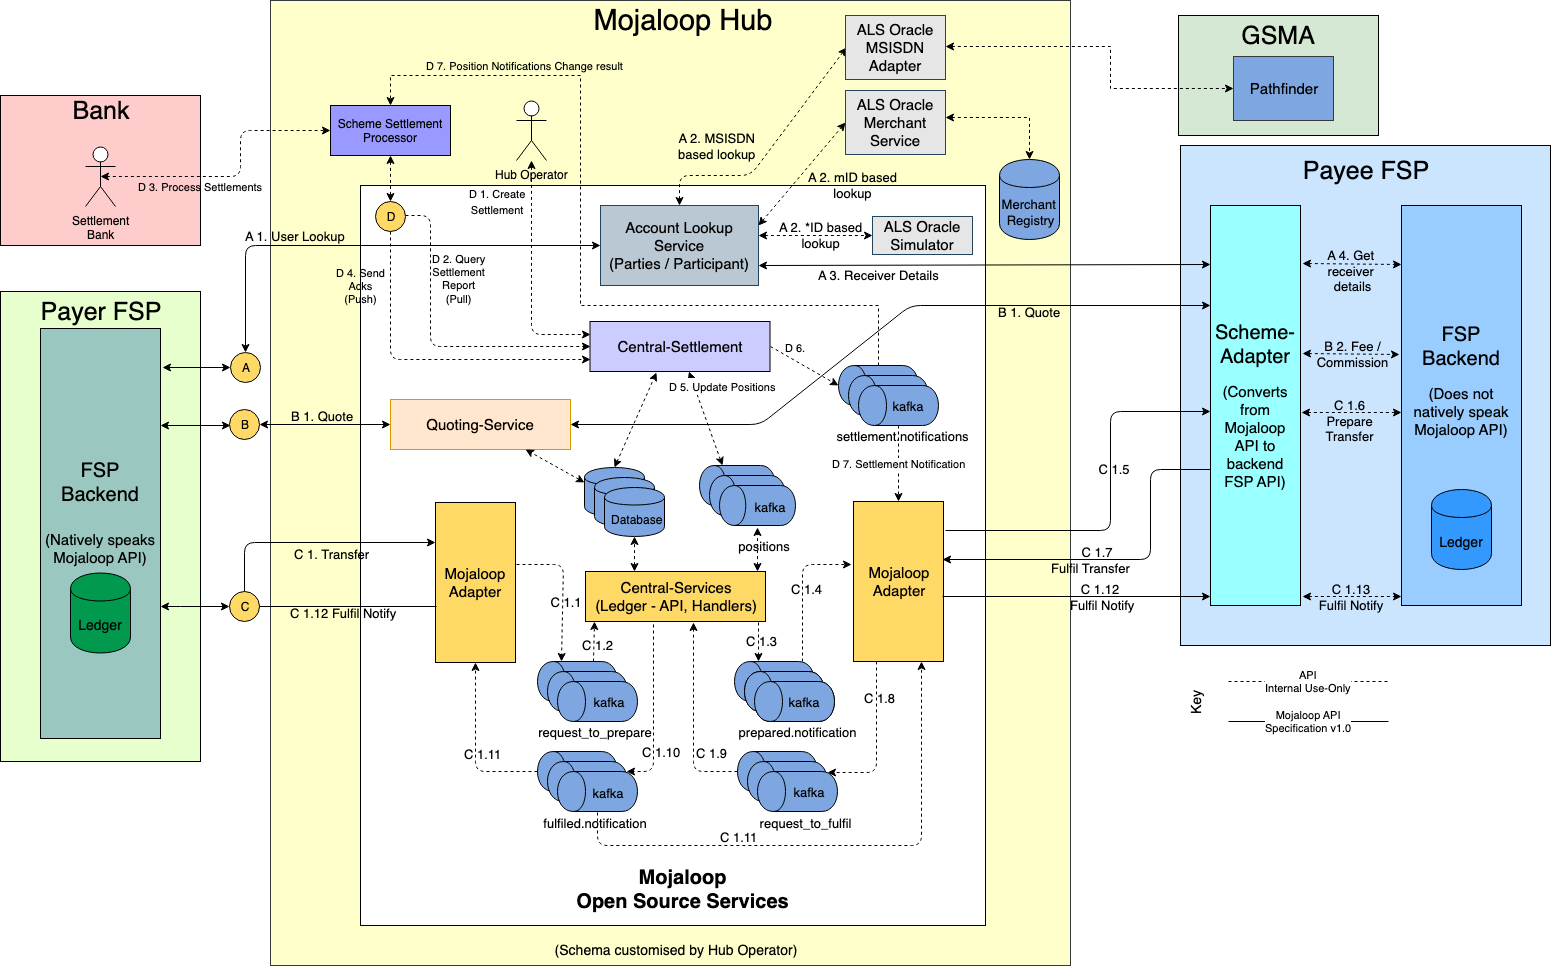 Mojaloop Hub
ALS Oracle
MSISDN
Adapter
GSMA
Pathfinder
D 7. Position Notifications Change result
Bank
Settlement
Bank
D 3. Process Settlements
Scheme Settlement
Processor
Hub Operator
D 1. Create
Settlement
A 2. MSISDN
based lookup
ALS Oracle
Merchant
Service
A 2. mID based
lookup
Merchant
Registry
D
A 1. User Lookup
Account Lookup
Service
(Parties / Participant)
A 2. *ID based
lookup
ALS Oracle
Simulator
A 3. Receiver Details
D 4. Send
Acks
(Push)
D 2. Query
Settlement
Report
(Pull)
Payee FSP
A 4. Get
receiver
details
B 1. Quote
Scheme-
Adapter
(Converts
from
Mojaloop
API to
backend
FSP API)
B 2. Fee /
Commission
C 1.6
Prepare
Transfer
FSP
Backend
(Does not
natively speak
Mojaloop API)
Ledger
Payer FSP
FSP
Backend
(Natively speaks
Mojaloop API)
Ledger
A
B
C
B 1. Quote
Central-Settlement
D 6.
D 5. Update Positions
Quoting-Service
kafka
settlement.notifications
D 7. Settlement Notification
Database
kafka
positions
C 1. Transfer
C 1.12 Fulfil Notify
Mojaloop
Adapter
C 1.1
Central-Services
(Ledger - API, Handlers)
C 1.2
C 1.3
C 1.4
Mojaloop
Adapter
C 1.5
C 1.7
Fulfil Transfer
C 1.12
Fulfil Notify
C 1.13
Fulfil Notify
kafka
request_to_prepare
kafka
prepared.notification
C 1.8
C 1.11
C 1.10
C 1.9
kafka
fulfiled.notification
kafka
request_to_fulfil
C 1.11
Key
API
Internal Use-Only
Mojaloop API
Specification v1.0
Mojaloop
Open Source Services
(Schema customised by Hub Operator)